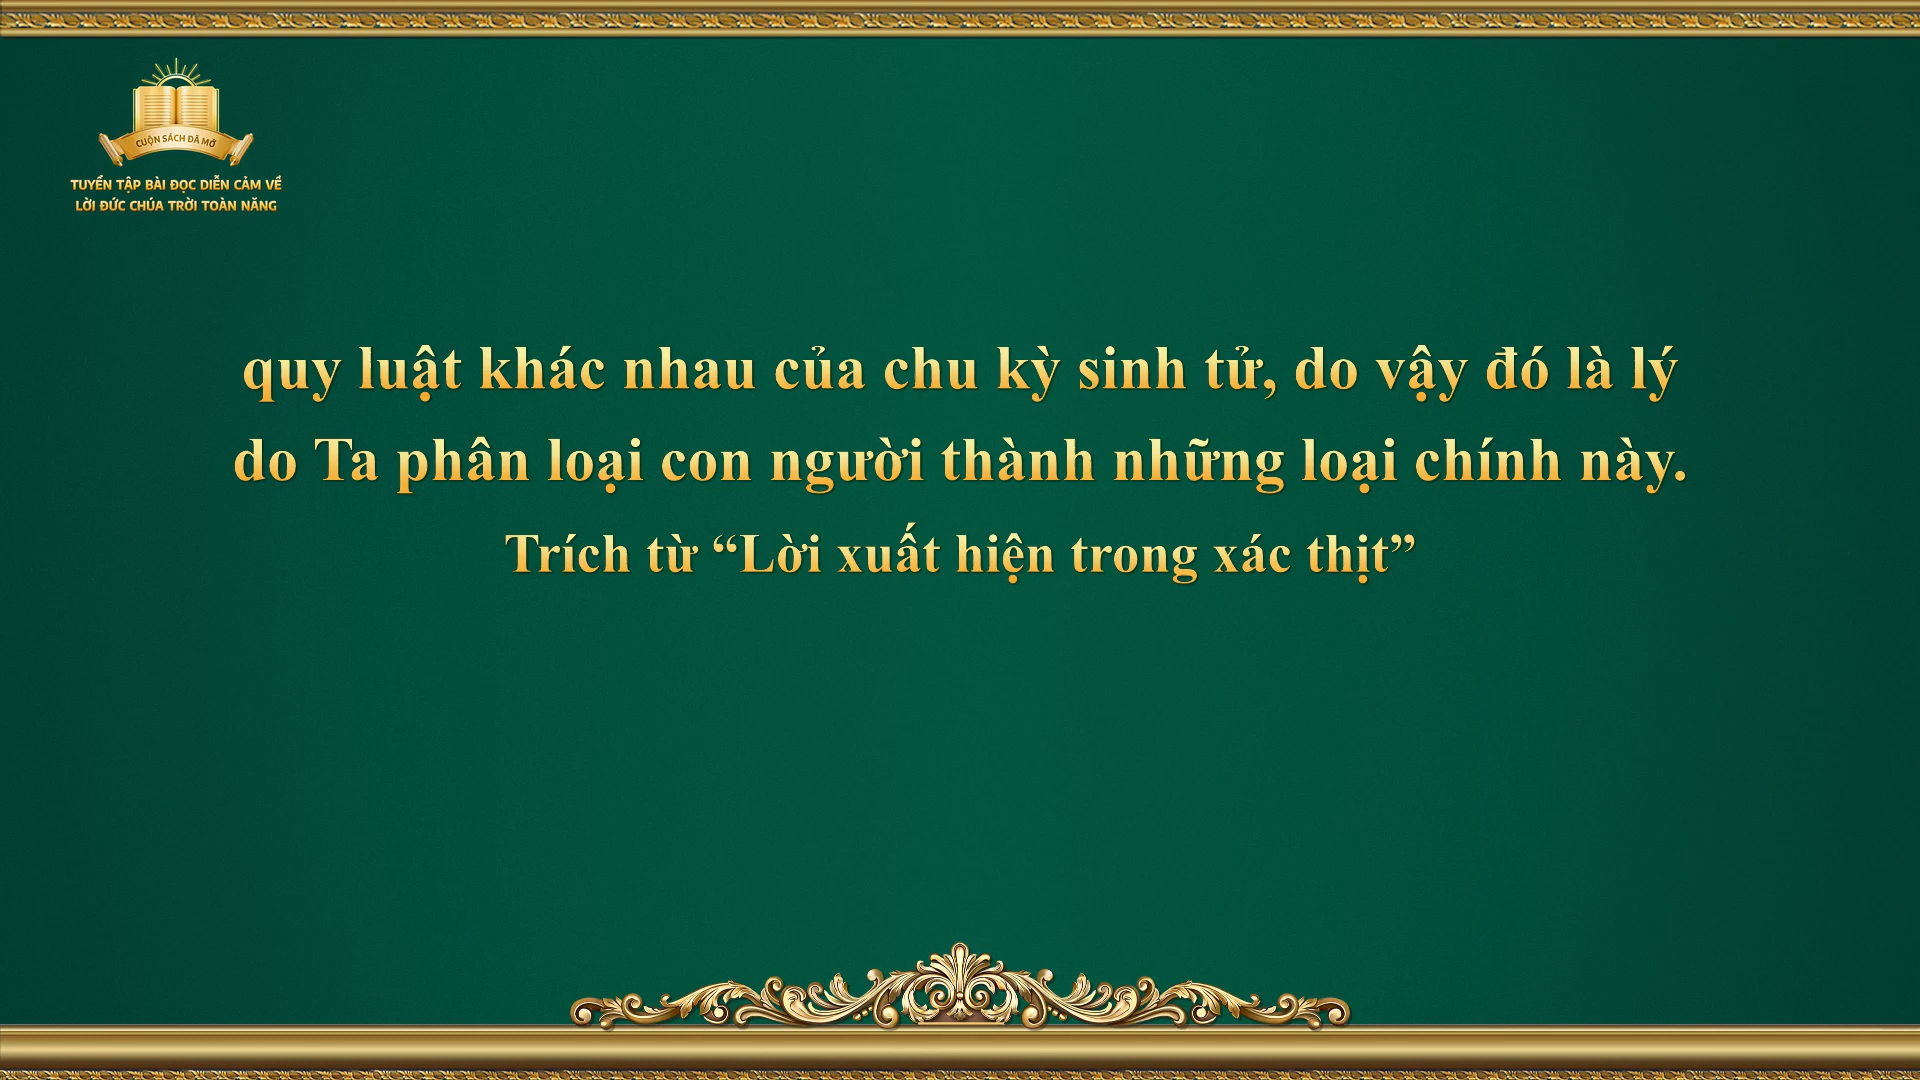 CUỘN SÁCH ĐÃ MỞ
TUYỂN TẬP BÀI ĐỌC DIỄN CẢM VỀ
LỜI ĐỨC CHÚA TRỜI TOÀN NĂNG
quy luật khác nhau của chu kỳ sinh tử, do vậy đó là lý
do Ta phân loại con người thành những loại chính này.
Trích từ “Lời xuất hiện trong xác thịt”